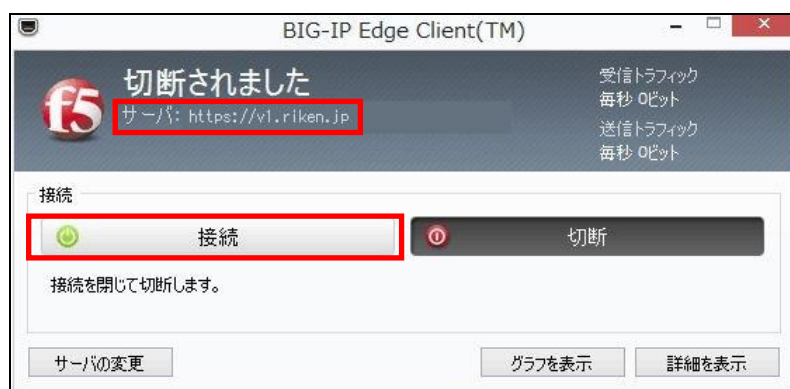 BIG-IP Edge Client(TM)
f5
切断されました
サーバ: https://v1.riken.jp
受信トラフィック
毎秒 0ビット
送信トラフィック
毎秒 0ビット
接続
接続
切断
接続を閉じて切断します。
サーバの変更
グラフを表示
詳細を表示